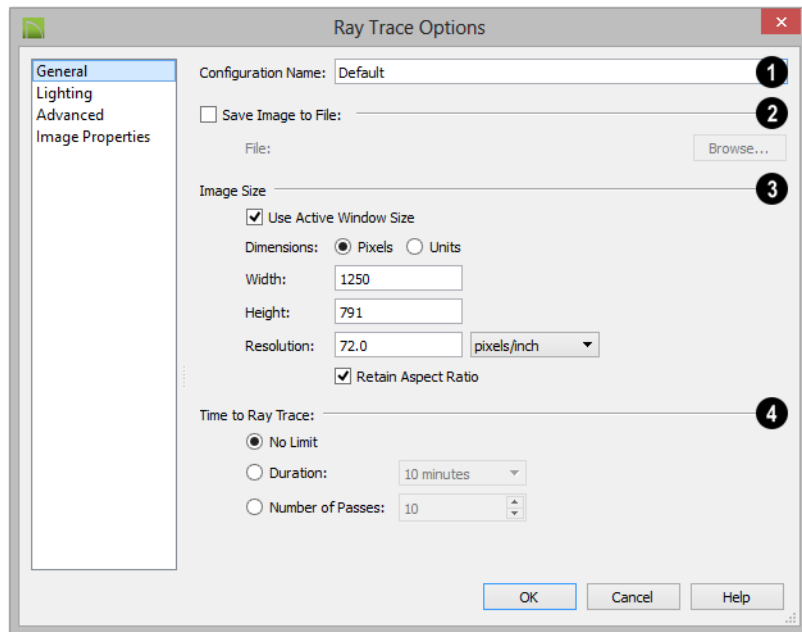 Ray Trace Options
General
Lighting
Advanced
Image Properties
Configuration Name: Default 1
Save Image to File: 2
File: Browse...
Image Size 3
Use Active Window Size
Dimensions: Pixels Units
Width: 1250
Height: 791
Resolution: 72.0 pixels/inch
Retain Aspect Ratio
Time to Ray Trace: 4
No Limit
Duration: 10 minutes
Number of Passes: 10
OK Cancel Help